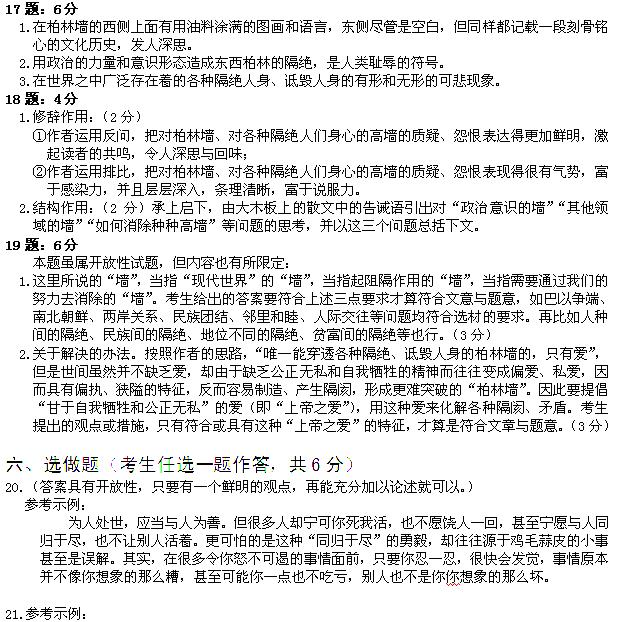 17题：6分
1.在柏林墙的西侧上面有用油料涂满的图画和语言，东侧尽管是空白，但同样都记载一段刻骨铭
心的文化历史，发人深思。
2.用政治的力量和意识形态造成东西柏林的隔绝，是人类耻辱的符号。
3.在世界之中广泛存在着的各种隔绝人身、诋毁人身的有形和无形的可悲现象。
18题：4分
1.修辞作用：（2分）
①作者运用反问，把对柏林墙、对各种隔绝人们身心的高墙的质疑、怨恨表达得更加鲜明，激
起读者的共鸣，令人深思与回味；
②作者运用排比，把对柏林墙、对各种隔绝人们身心的高墙的质疑、怨恨表现得很有气势，富
于感染力，并且层层深入，条理清晰，富于说服力。
2.结构作用：（2 分）承上启下，由大木板上的散文中的告诫语引出对“政治意识的墙”“其他领
域的墙”“如何消除种种高墙”等问题的思考，并以这三个问题总括下文。
19题：6分
本题虽属开放性试题，但内容也有所限定：
1.这里所说的“墙”，当指“现代世界”的“墙”，当指起阻隔作用的“墙”，当指需要通过我们的
努力去消除的“墙”。考生给出的答案要符合上述三点要求才算符合文意与题意，如巴以争端、
南北朝鲜、两岸关系、民族团结、邻里和睦、人际交往等问题均符合选材的要求。再比如人种
间的隔绝、民族间的隔绝、地位不同的隔绝、贫富间的隔绝等也行。（3分）
2.关于解决的办法。按照作者的思路，“唯一能穿透各种隔绝、诋毁人身的柏林墙的，只有爱”，
但是世间虽然并不缺乏爱，却由于缺乏公正无私和自我牺牲的精神而往往变成偏爱、私爱，因
而具有偏执、狭隘的特征，反而容易制造、产生隔阂，形成更难突破的“柏林墙”。因此要提倡
“甘于自我牺牲和公正无私”的爱（即“上帝之爱”），用这种爱来化解各种隔阂、矛盾。考生
提出的观点或措施，只有符合或具有这种“上帝之爱”的特征，才算是符合文章与题意。（3分）
六、选做题（考生任选一题作答，共6分）
20.（答案具有开放性，只要有一个鲜明的观点，再能充分加以论述就可以。）
参考示例：
为人处世，应当与人为善。但很多人却宁可你死我活，也不愿饶人一回，甚至宁愿与人同
归于尽，也不让别人活着。更可怕的是这种“同归于尽”的勇毅，却往往源于鸡毛蒜皮的小事
甚至是误解。其实，在很多令你怒不可遏的事情面前，只要你忍一忍，很快会发觉，事情原本
并不像你想象的那么糟，甚至可能你一点也不吃亏，别人也不是你你想象的那么坏。
21.参考示例：